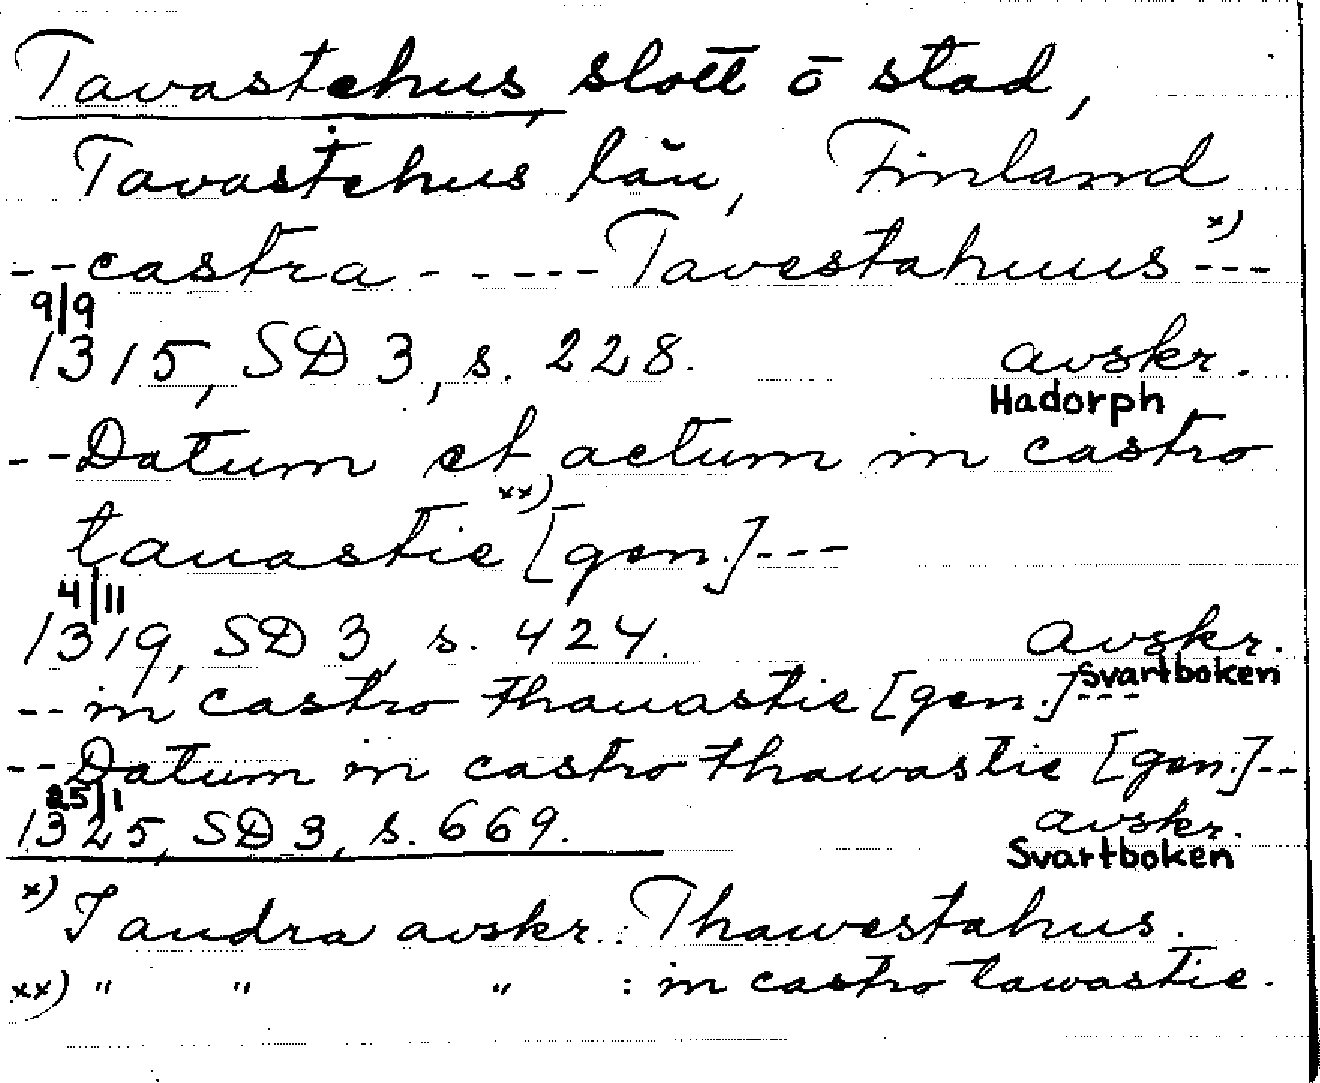 Tavastehus, slott ō stad,
Tavastehus län, Finland
--castra-----Tavestahuus x)---
9/9
1315, SD 3, s. 228. avskr.
Hadorph
--Datum et actum in castro
tauastie xx) [gen.]---
4/11
1319, SD 3, s. 424. avskr.
Svartboken
--in castro thauastie [gen.]---
--Datum in castro thawastie [gen.]--
25/1
1325, SD 3, s. 669. avskr.
Svartboken
x) I andra avskr.: Thawestahus.
xx) " " " : in castro tawastie.